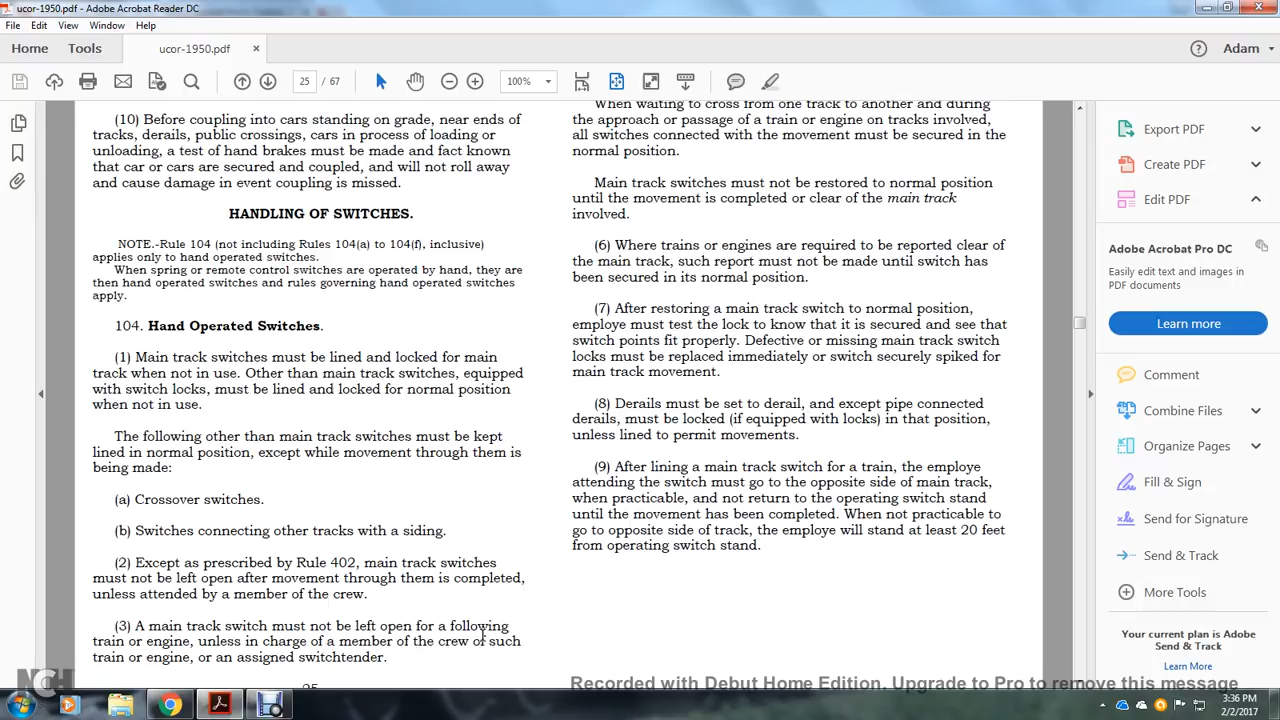 ucor-1950.pdf - Adobe Acrobat Reader DC
File Edit View Window Help
Home Tools ucor-1950.pdf × Adam
25 / 67 100%
(10) Before coupling into cars standing on grade, near ends of
tracks, derails, public crossings, cars in process of loading or
unloading, a test of hand brakes must be made and fact known
that car or cars are secured and coupled, and will not roll away
and cause damage in event coupling is missed.
HANDLING OF SWITCHES.
NOTE.-Rule 104 (not including Rules 104(a) to 104(f), inclusive)
applies only to hand operated switches.
When spring or remote control switches are operated by hand, they are
then hand operated switches and rules governing hand operated switches
apply.
104. Hand Operated Switches.
(1) Main track switches must be lined and locked for main
track when not in use. Other than main track switches, equipped
with switch locks, must be lined and locked for normal position
when not in use.
The following other than main track switches must be kept
lined in normal position, except while movement through them is
being made:
(a) Crossover switches.
(b) Switches connecting other tracks with a siding.
(2) Except as prescribed by Rule 402, main track switches
must not be left open after movement through them is completed,
unless attended by a member of the crew.
(3) A main track switch must not be left open for a following
train or engine, unless in charge of a member of the crew of such
train or engine, or an assigned switchtender.
25
When waiting to cross from one track to another and during
the approach or passage of a train or engine on tracks involved,
all switches connected with the movement must be secured in the
normal position.
Main track switches must not be restored to normal position
until the movement is completed or clear of the main track
involved.
(6) Where trains or engines are required to be reported clear of
the main track, such report must not be made until switch has
been secured in its normal position.
(7) After restoring a main track switch to normal position,
employe must test the lock to know that it is secured and see that
switch points fit properly. Defective or missing main track switch
locks must be replaced immediately or switch securely spiked for
main track movement.
(8) Derails must be set to derail, and except pipe connected
derails, must be locked (if equipped with locks) in that position,
unless lined to permit movements.
(9) After lining a main track switch for a train, the employe
attending the switch must go to the opposite side of main track,
when practicable, and not return to the operating switch stand
until the movement has been completed. When not practicable to
go to opposite side of track, the employe will stand at least 20 feet
from operating switch stand.
Export PDF
Create PDF
Edit PDF
Adobe Acrobat Pro DC
Easily edit text and images in
PDF documents
Learn more
Comment
Combine Files
Organize Pages
Fill & Sign
Send for Signature
Send & Track
More Tools
Your current plan is Adobe
Send & Track
Learn More
NCH
Recorded with Debut Home Edition. Upgrade to Pro to remove this message
3:36 PM
2/2/2017